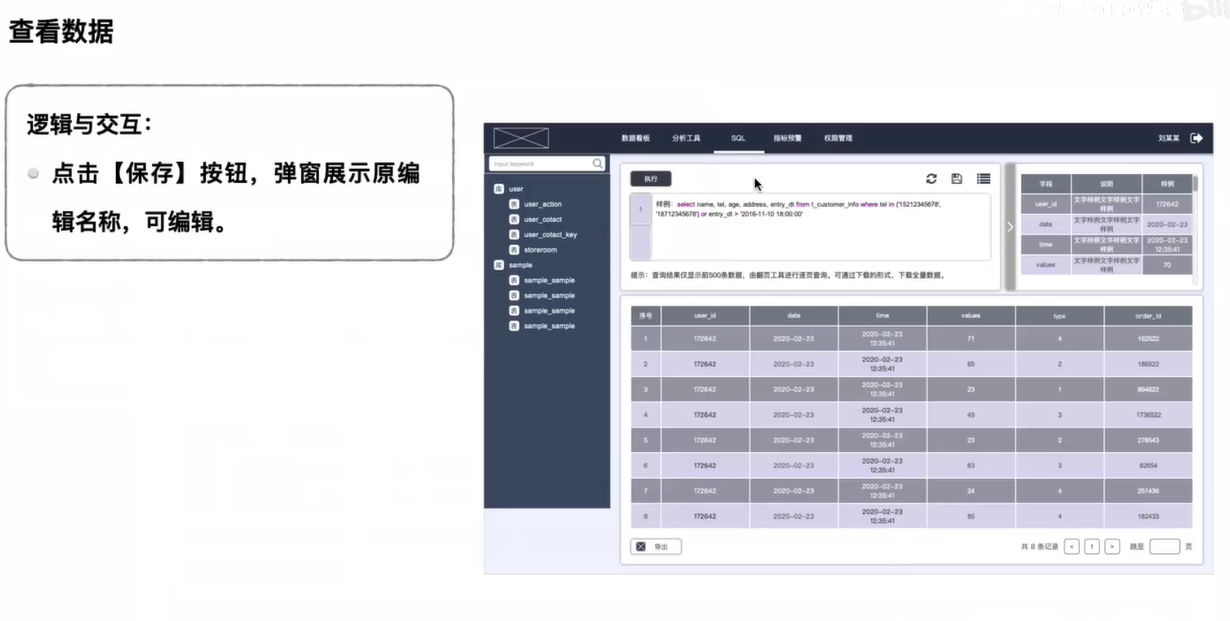 查看数据
逻辑与交互：
点击【保存】按钮，弹窗展示原编
辑名称，可编辑。
数据看板 分析工具 SQL 指标预警 权限管理 刘某某
input keyword
库 user
表 user_action
表 user_cotact
表 user_cotact_key
表 storeroom
库 sample
表 sample_sample
表 sample_sample
表 sample_sample
表 sample_sample
执行
1 样例： select name, tel, age, address, entry_dt from t_customer_info where tel in ('15212345678',
'18712345678') or entry_dt > '2016-11-10 18:00:00'
提示：查询结果仅显示前500条数据，由翻页工具进行逐页查询。可通过下载的形式，下载全量数据。
字段 说明 样例
user_id 文字样例文字样例文字样例 172642
date 文字样例文字样例文字样例 2020-02-23
time 文字样例文字样例文字样例 2020-02-23 12:35:41
values 文字样例文字样例文字样例 70
序号 user_id date time values type order_id
1 172642 2020-02-23 2020-02-23 12:35:41 71 4 162522
2 172642 2020-02-23 2020-02-23 12:35:41 65 2 186522
3 172642 2020-02-23 2020-02-23 12:35:41 23 1 864822
4 172642 2020-02-23 2020-02-23 12:35:41 45 3 1736522
5 172642 2020-02-23 2020-02-23 12:35:41 23 2 276543
6 172642 2020-02-23 2020-02-23 12:35:41 63 3 82654
7 172642 2020-02-23 2020-02-23 12:35:41 24 4 251436
8 172642 2020-02-23 2020-02-23 12:35:41 85 4 182433
导出
共 8 条记录 < 1 > 跳至 页